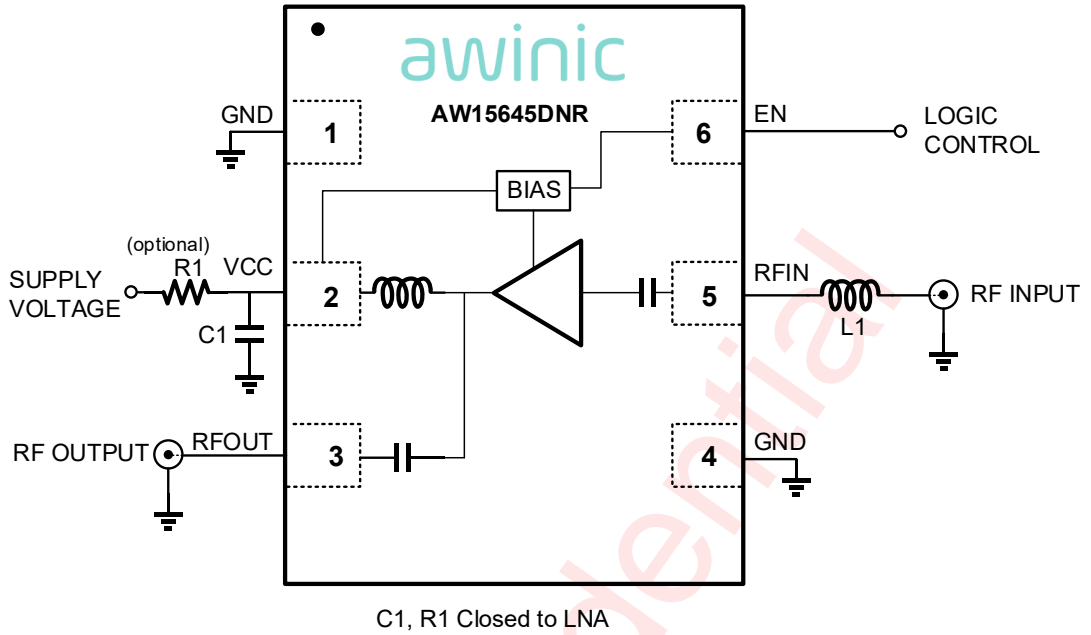 awinic
AW15645DNR
GND
1
6
EN
LOGIC
CONTROL
BIAS
(optional)
R1
VCC
SUPPLY
VOLTAGE
C1
2
5
RFIN
L1
RF INPUT
RF OUTPUT
RFOUT
3
4
GND
C1, R1 Closed to LNA